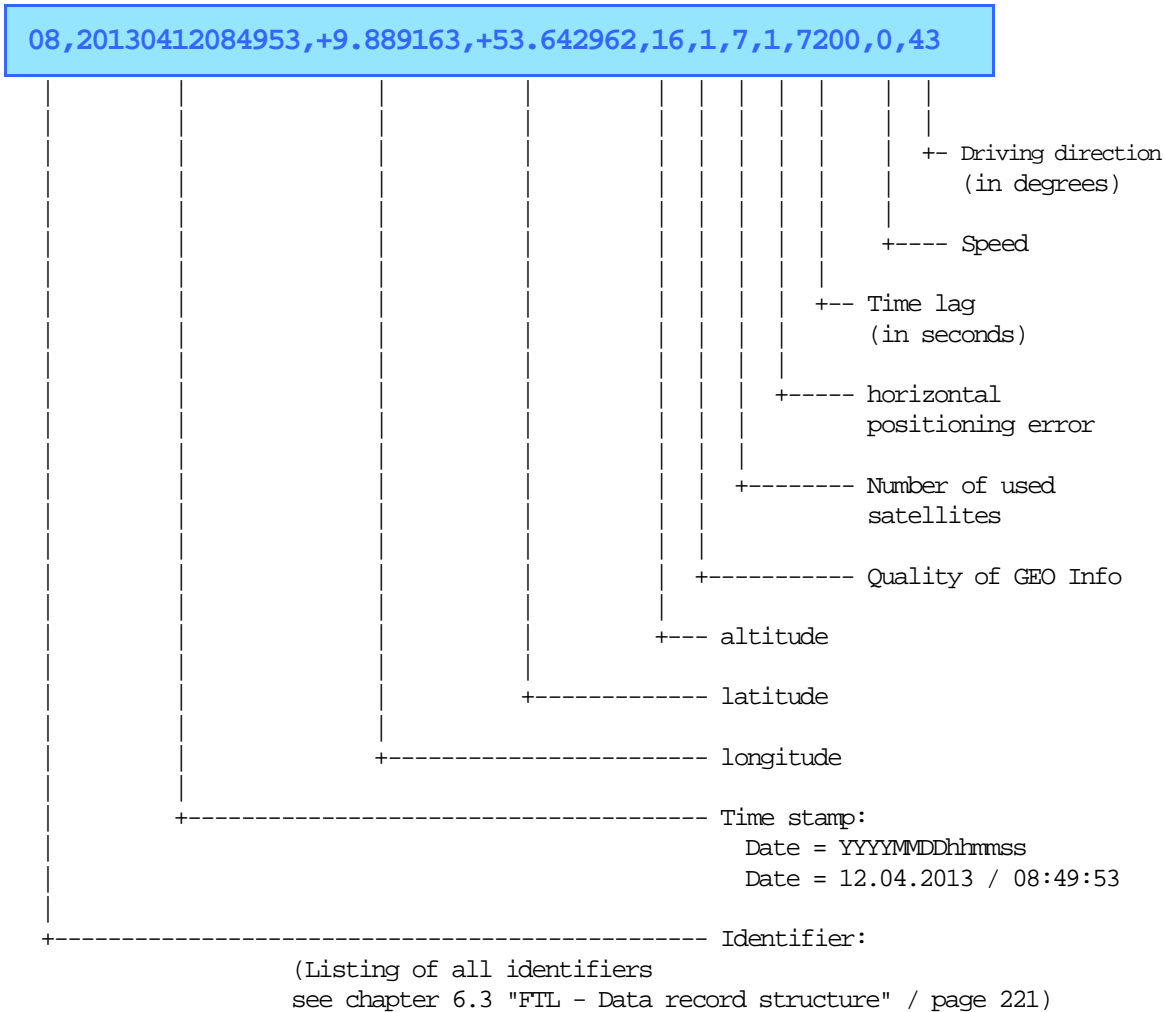 08,20130412084953,+9.889163,+53.642962,16,1,7,1,7200,0,43
Driving direction
(in degrees)
Speed
Time lag
(in seconds)
horizontal
positioning error
Number of used
satellites
Quality of GEO Info
altitude
latitude
longitude
Time stamp:
Date = YYYYMMDDhhmmss
Date = 12.04.2013 / 08:49:53
Identifier:
(Listing of all identifiers
see chapter 6.3 "FTL - Data record structure" / page 221)